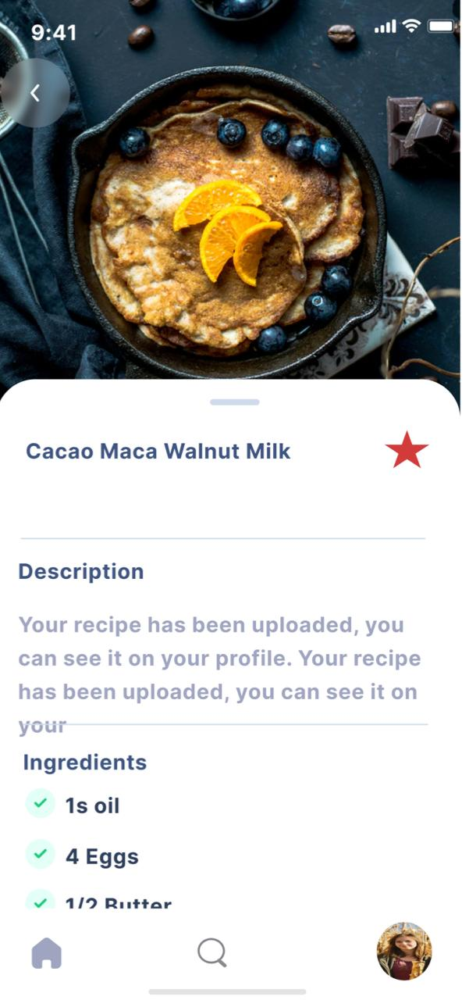 9:41
Cacao Maca Walnut Milk
Description
Your recipe has been uploaded, you
can see it on your profile. Your recipe
has been uploaded, you can see it on
your
Ingredients
1s oil
4 Eggs
1/2 Butter